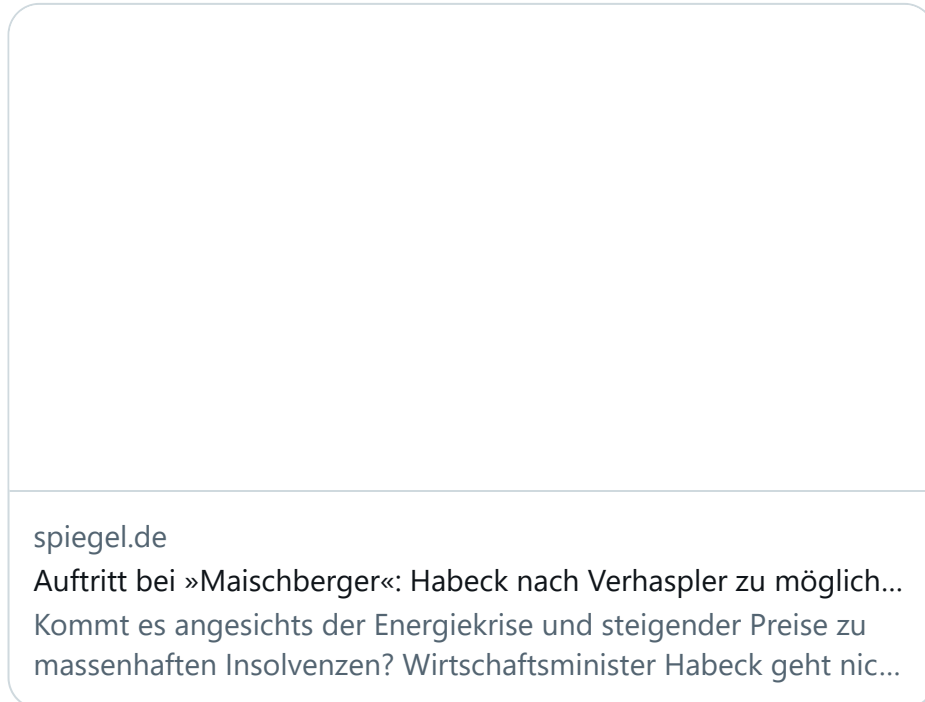 spiegel.de
Auftritt bei »Maischberger«: Habeck nach Verhaspler zu möglich...
Kommt es angesichts der Energiekrise und steigender Preise zu
massenhaften Insolvenzen? Wirtschaftsminister Habeck geht nic...